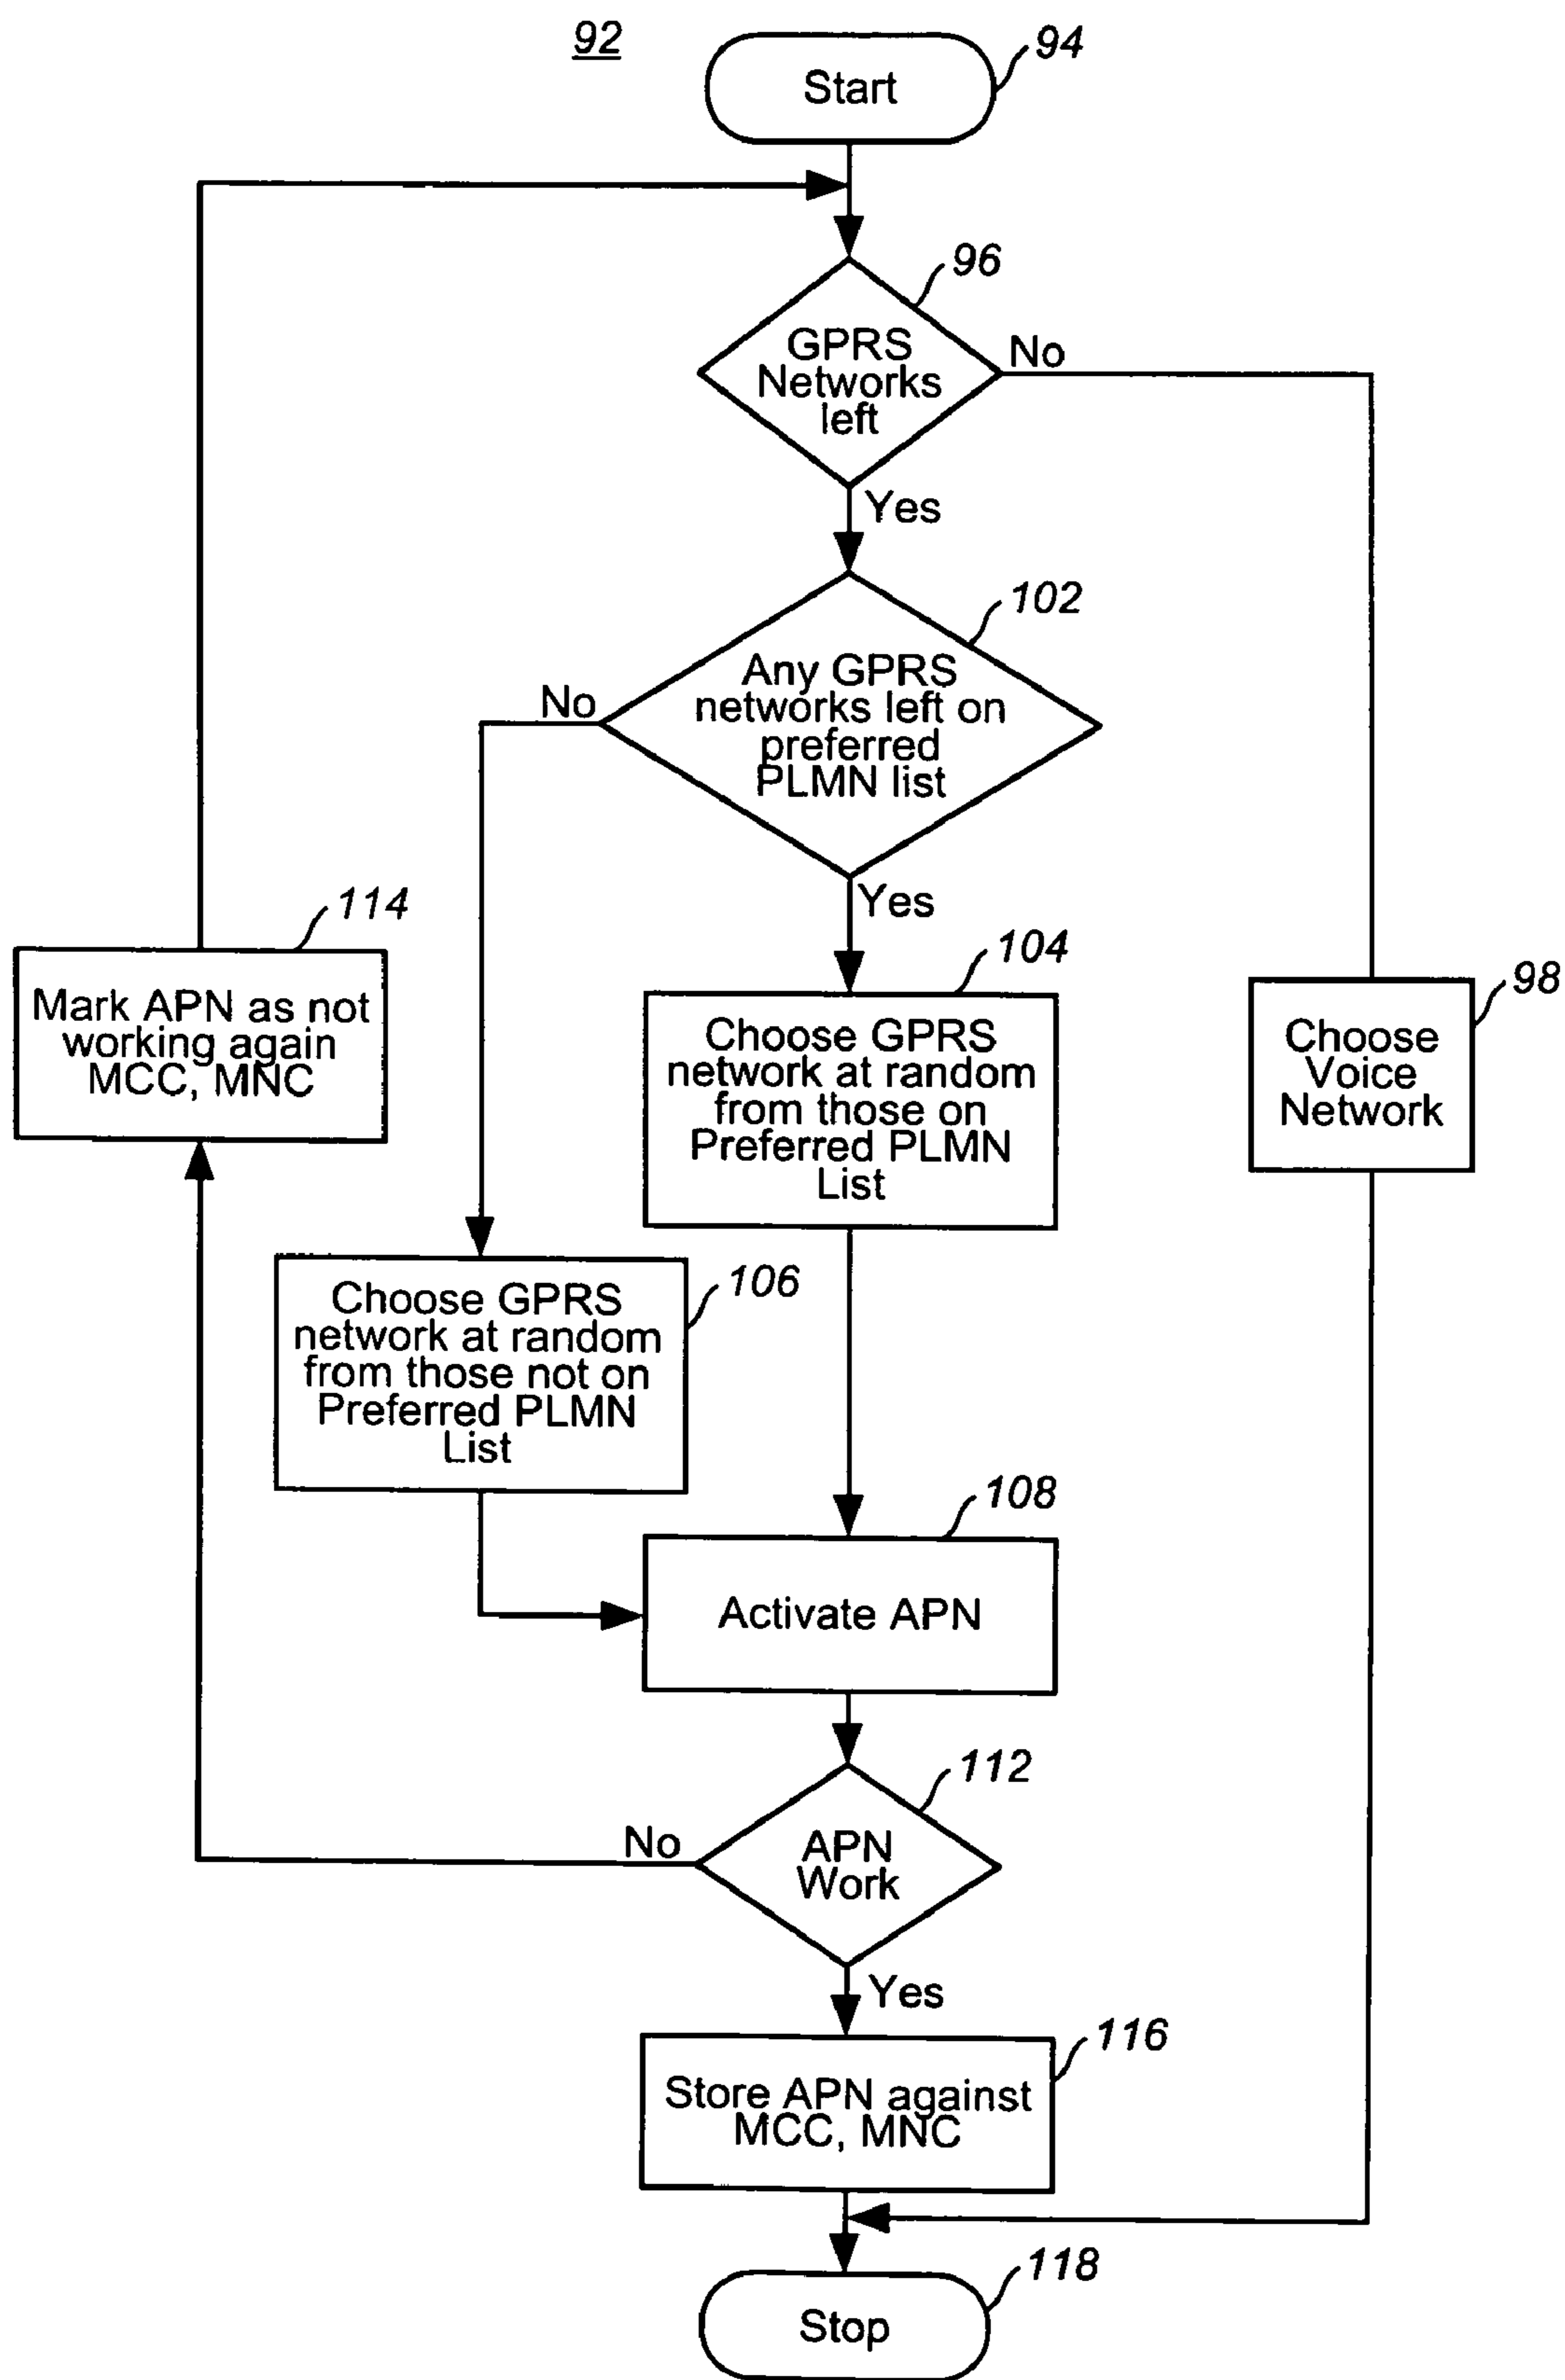 92
Start
94
96
GPRS
Networks
left
No
Yes
102
Any GPRS
networks left on
preferred
PLMN list
No
Yes
114
Mark APN as not
working again
MCC, MNC
104
Choose GPRS
network at random
from those on
Preferred PLMN
List
98
Choose
Voice
Network
106
Choose GPRS
network at random
from those not on
Preferred PLMN
List
108
Activate APN
112
APN
Work
No
Yes
116
Store APN against
MCC, MNC
118
Stop